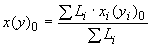 x(y)₀ = (∑ Lᵢ · xᵢ(yᵢ)₀) / (∑ Lᵢ)